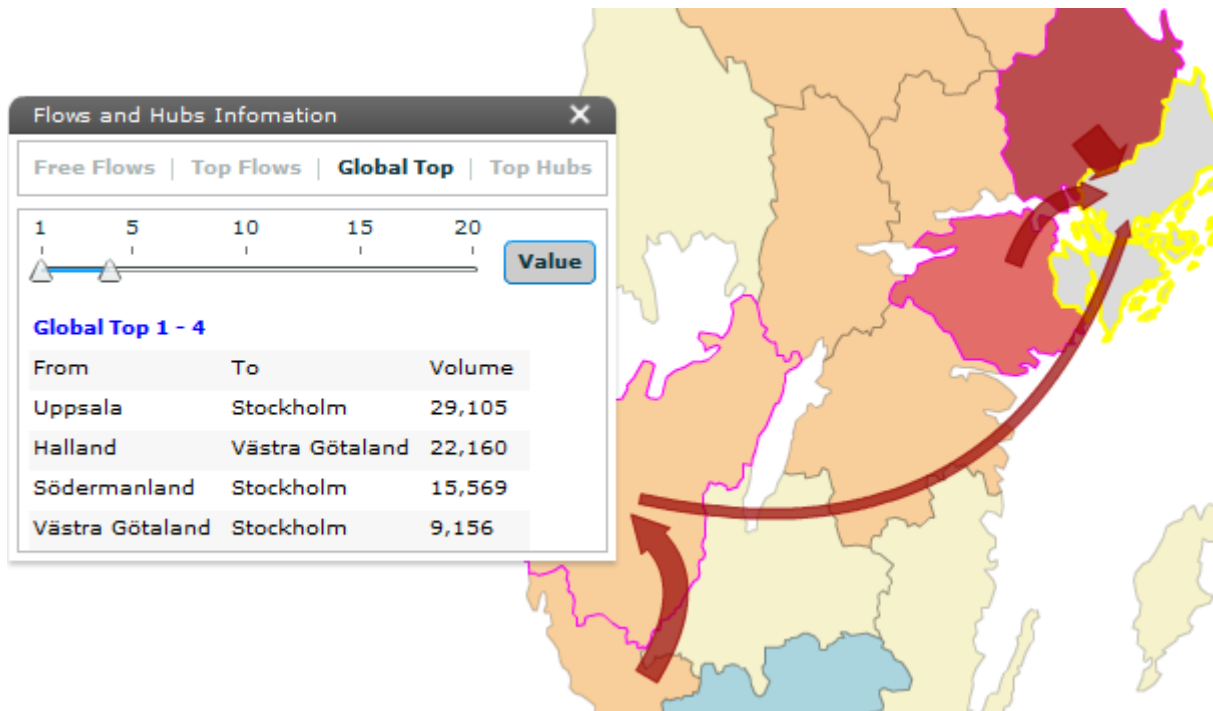 Flows and Hubs Infomation
Free Flows | Top Flows | Global Top | Top Hubs
1 5 10 15 20
Value
Global Top 1 - 4
From To Volume
Uppsala Stockholm 29,105
Halland Västra Götaland 22,160
Södermanland Stockholm 15,569
Västra Götaland Stockholm 9,156